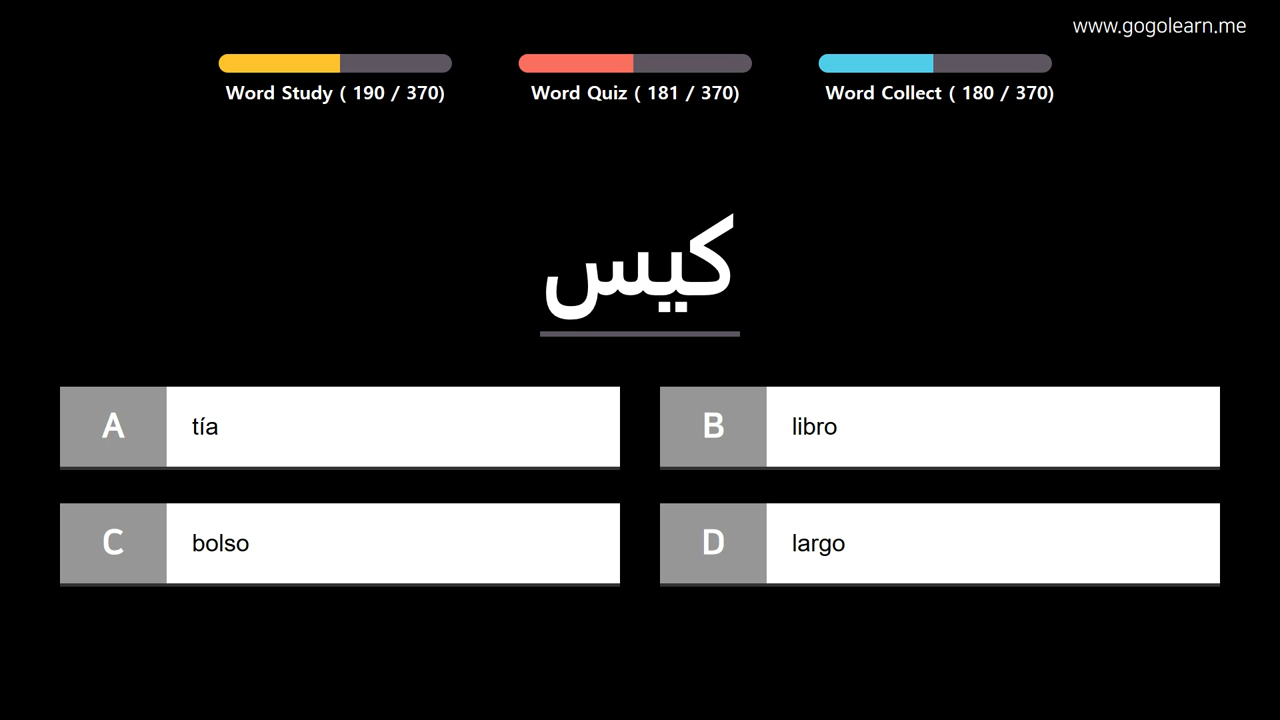 www.gogolearn.me
Word Study ( 190 / 370)
Word Quiz ( 181 / 370)
Word Collect ( 180 / 370)
كيس
A tía
B libro
C bolso
D largo